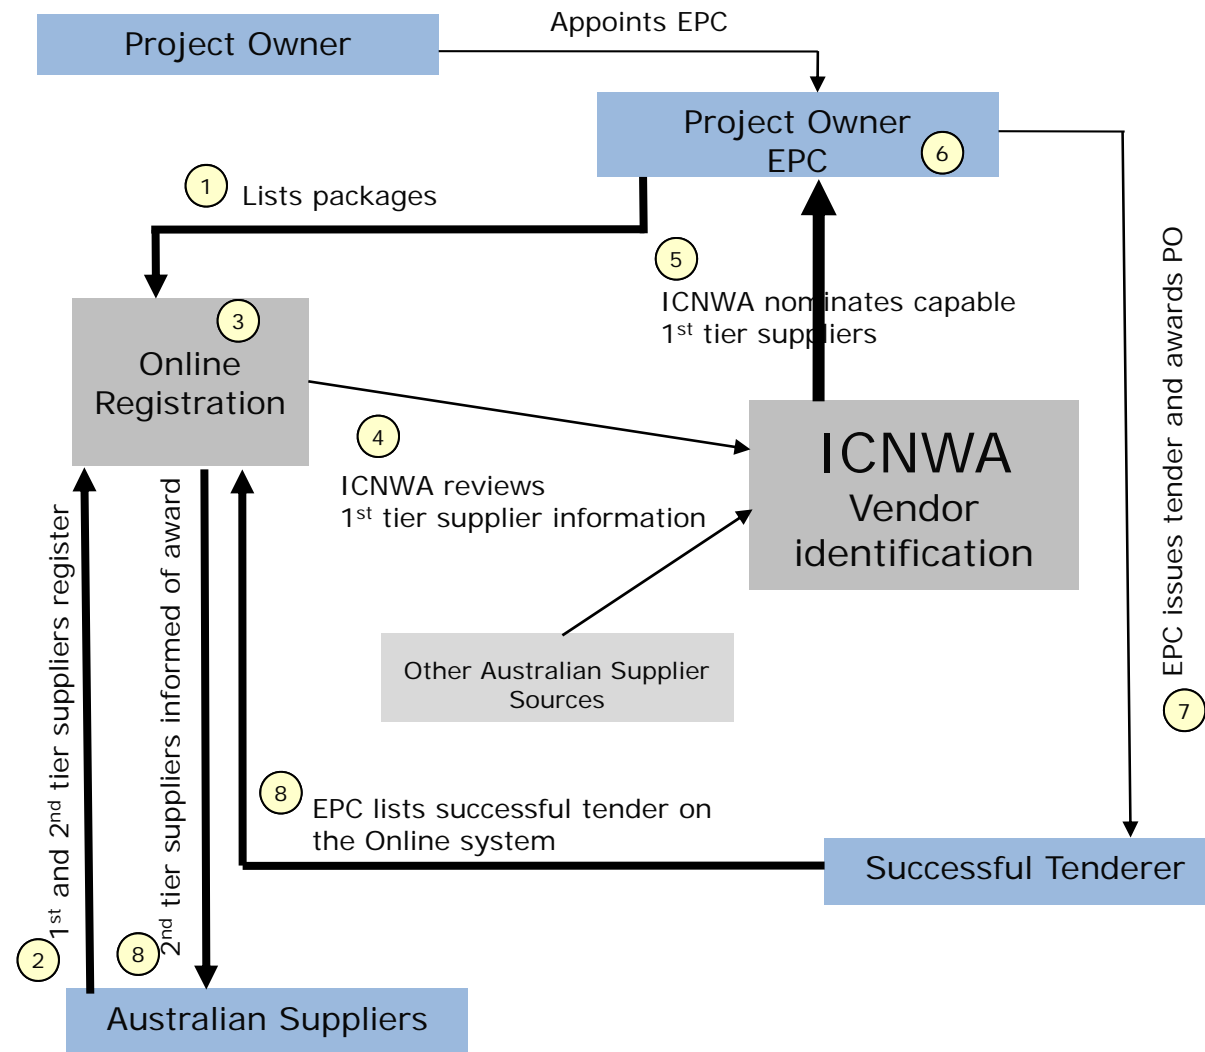 Appoints EPC
Project Owner
Project Owner
EPC
6
1
Lists packages
5
ICNWA nominates capable
1st tier suppliers
3
Online
Registration
4
ICNWA reviews
1st tier supplier information
ICNWA
Vendor
identification
EPC issues tender and awards PO
7
Other Australian Supplier
Sources
1st and 2nd tier suppliers register
2
2nd tier suppliers informed of award
8
8
EPC lists successful tender on
the Online system
Successful Tenderer
Australian Suppliers